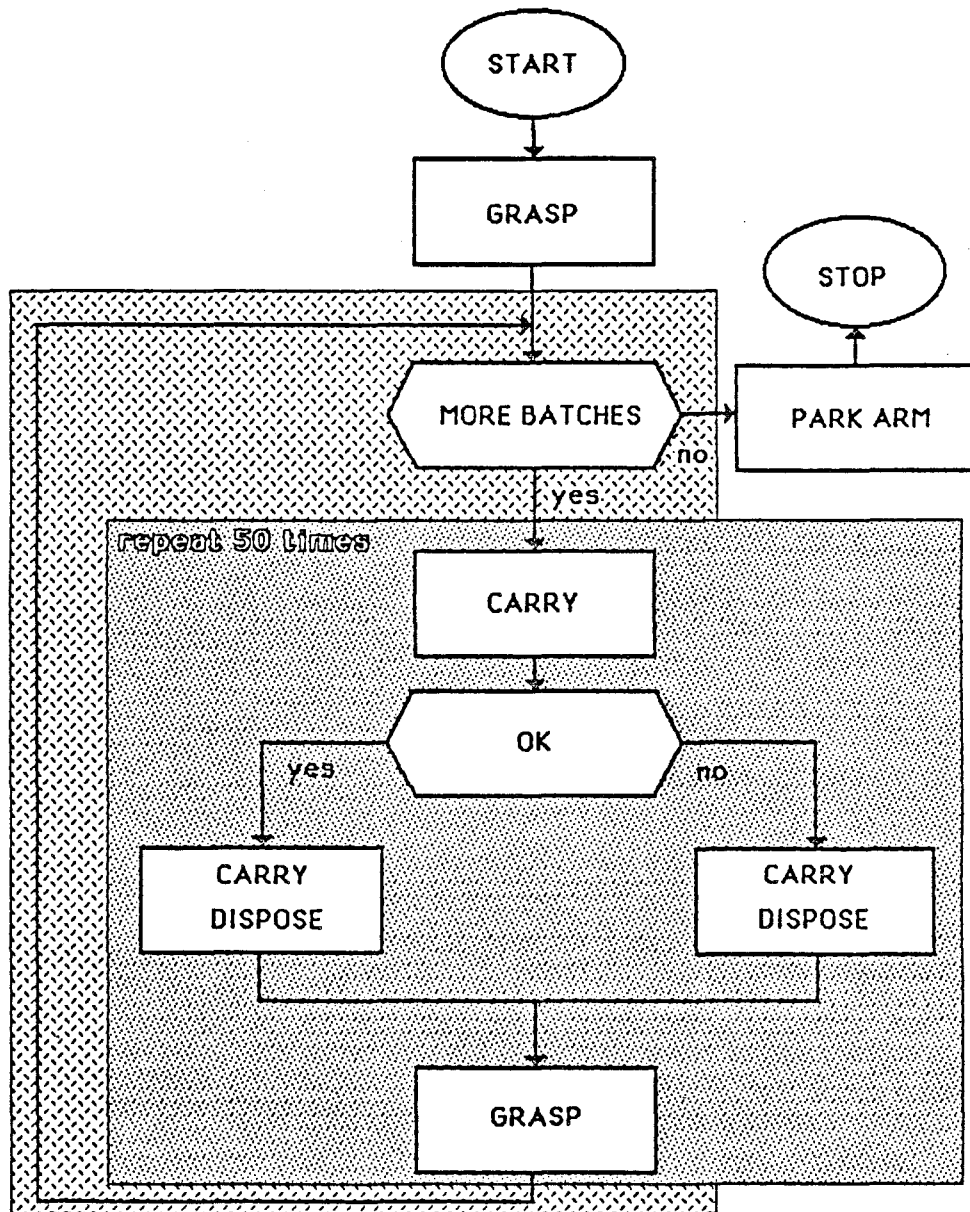 START
GRASP
STOP
MORE BATCHES
no
PARK ARM
yes
repeat 50 times
CARRY
OK
yes
no
CARRY
DISPOSE
CARRY
DISPOSE
GRASP